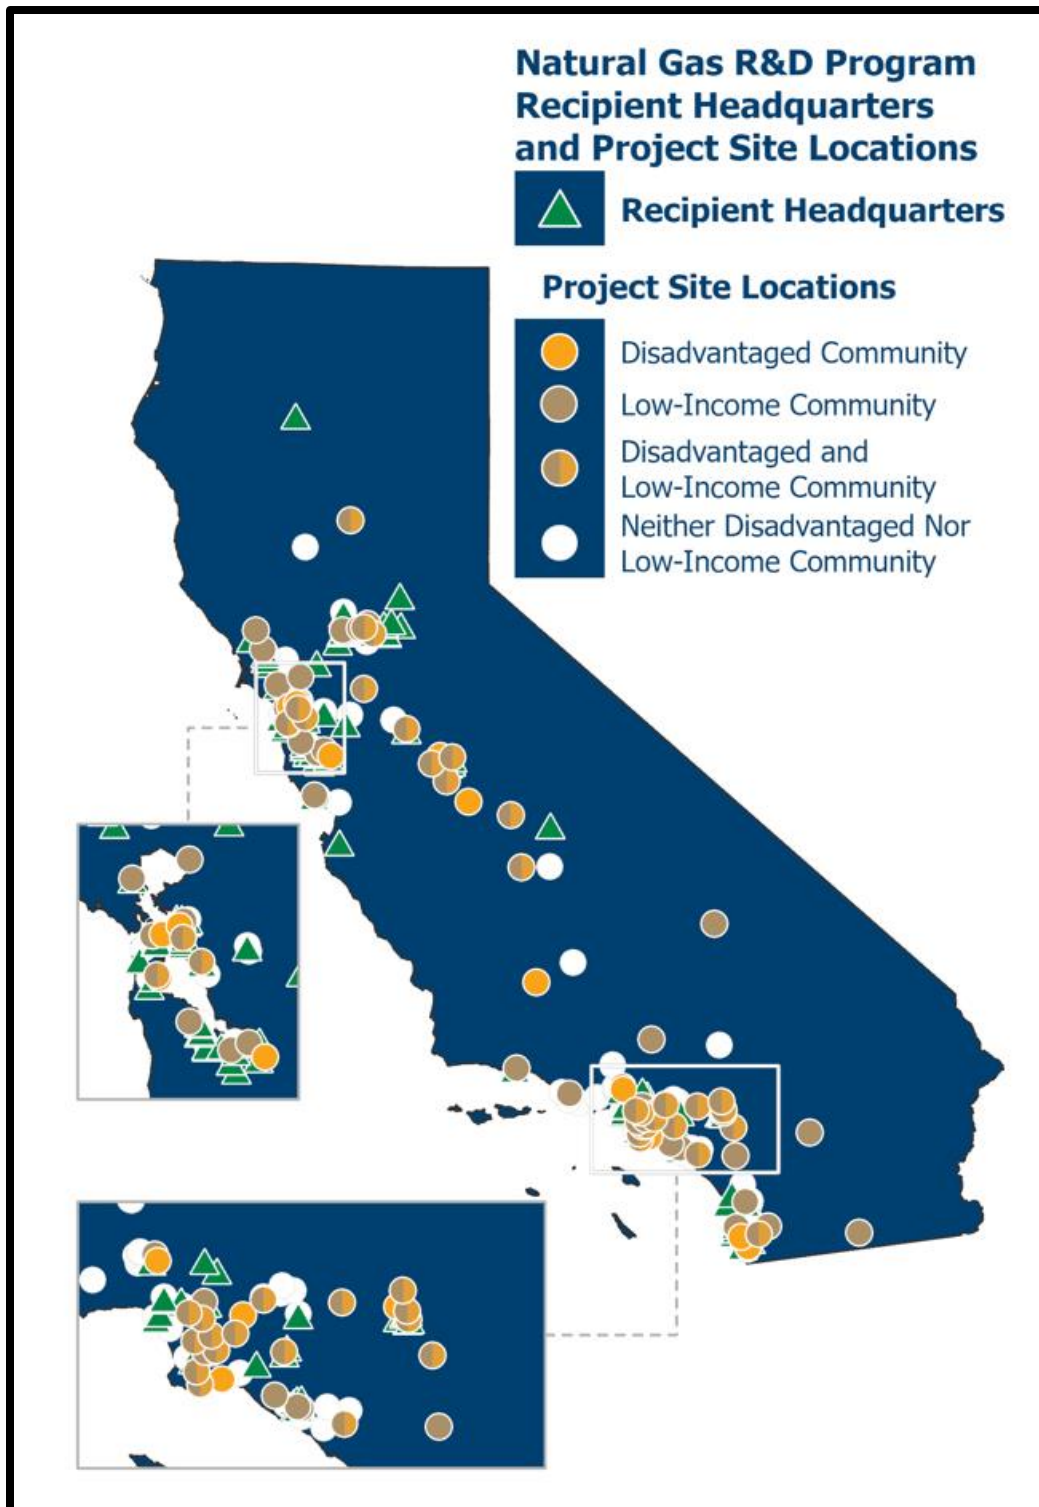 Natural Gas R&D Program
Recipient Headquarters
and Project Site Locations
Recipient Headquarters
Project Site Locations
Disadvantaged Community
Low-Income Community
Disadvantaged and
Low-Income Community
Neither Disadvantaged Nor
Low-Income Community